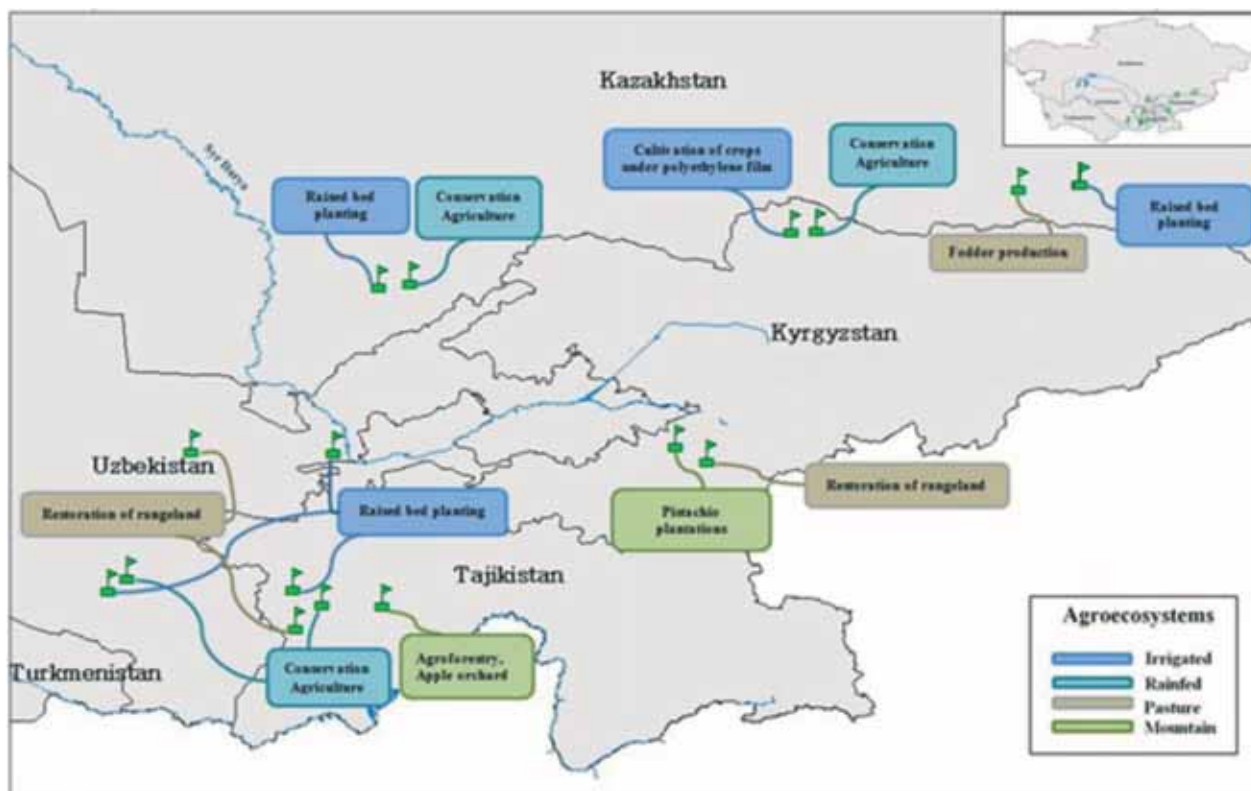 Kazakhstan
Syr Darya
Cultivation of crops
under polyethylene film
Conservation
Agriculture
Raised bed
planting
Conservation
Agriculture
Raised bed
planting
Fodder production
Kyrgyzstan
Uzbekistan
Restoration of rangeland
Raised bed planting
Restoration of rangeland
Pistachio
plantations
Tajikistan
Turkmenistan
Conservation
Agriculture
Agroforentry,
Apple orchard
Agroecosystems
Irrigated
Rainfed
Pasture
Mountain